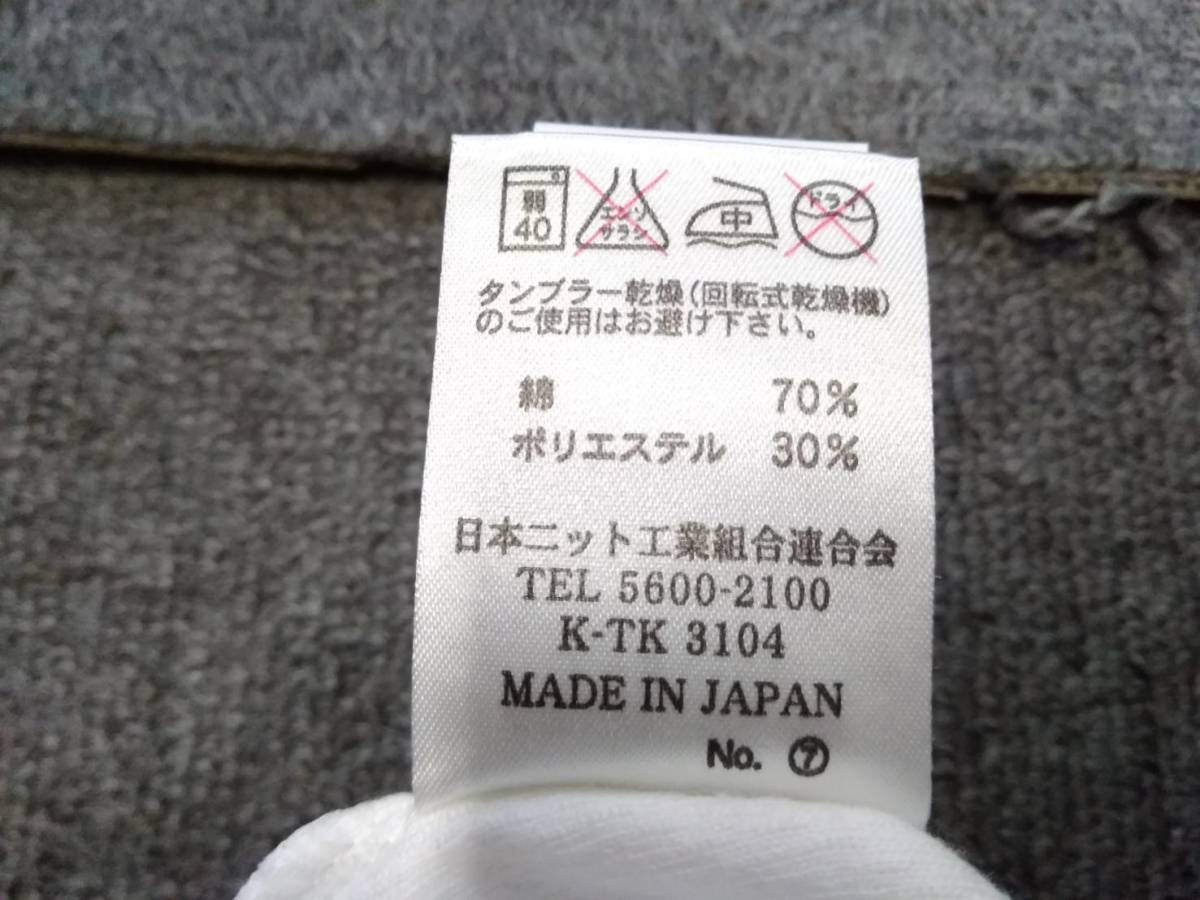 弱
40
エンソ
サラシ
中
ドライ
タンブラー乾燥(回転式乾燥機)
のご使用はお避け下さい。
綿 70%
ポリエステル 30%
日本ニット工業組合連合会
TEL 5600-2100
K-TK 3104
MADE IN JAPAN
No. ⑦